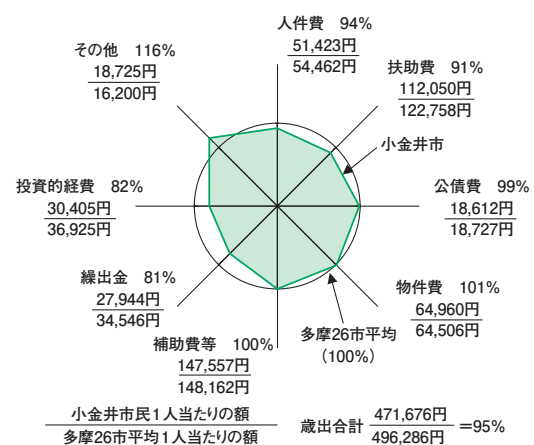 人件費 94%
51,423円
54,462円
扶助費 91%
112,050円
122,758円
小金井市
公債費 99%
18,612円
18,727円
物件費 101%
64,960円
64,506円
多摩26市平均
(100%)
補助費等 100%
147,557円
148,162円
繰出金 81%
27,944円
34,546円
投資的経費 82%
30,405円
36,925円
その他 116%
18,725円
16,200円
小金井市民1人当たりの額
多摩26市平均1人当たりの額
歳出合計 471,676円
496,286円
=95%